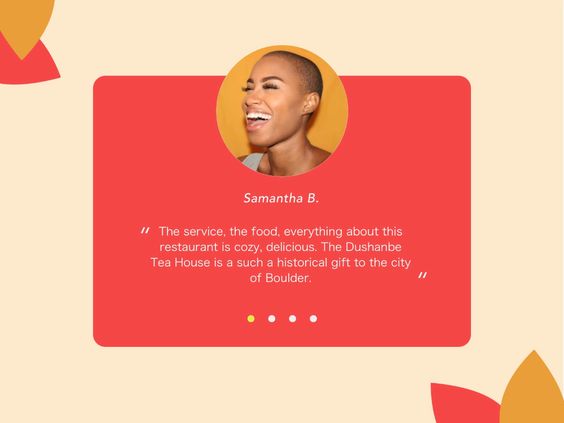 Samantha B.
“ The service, the food, everything about this
restaurant is cozy, delicious. The Dushanbe
Tea House is a such a historical gift to the city
of Boulder. ”